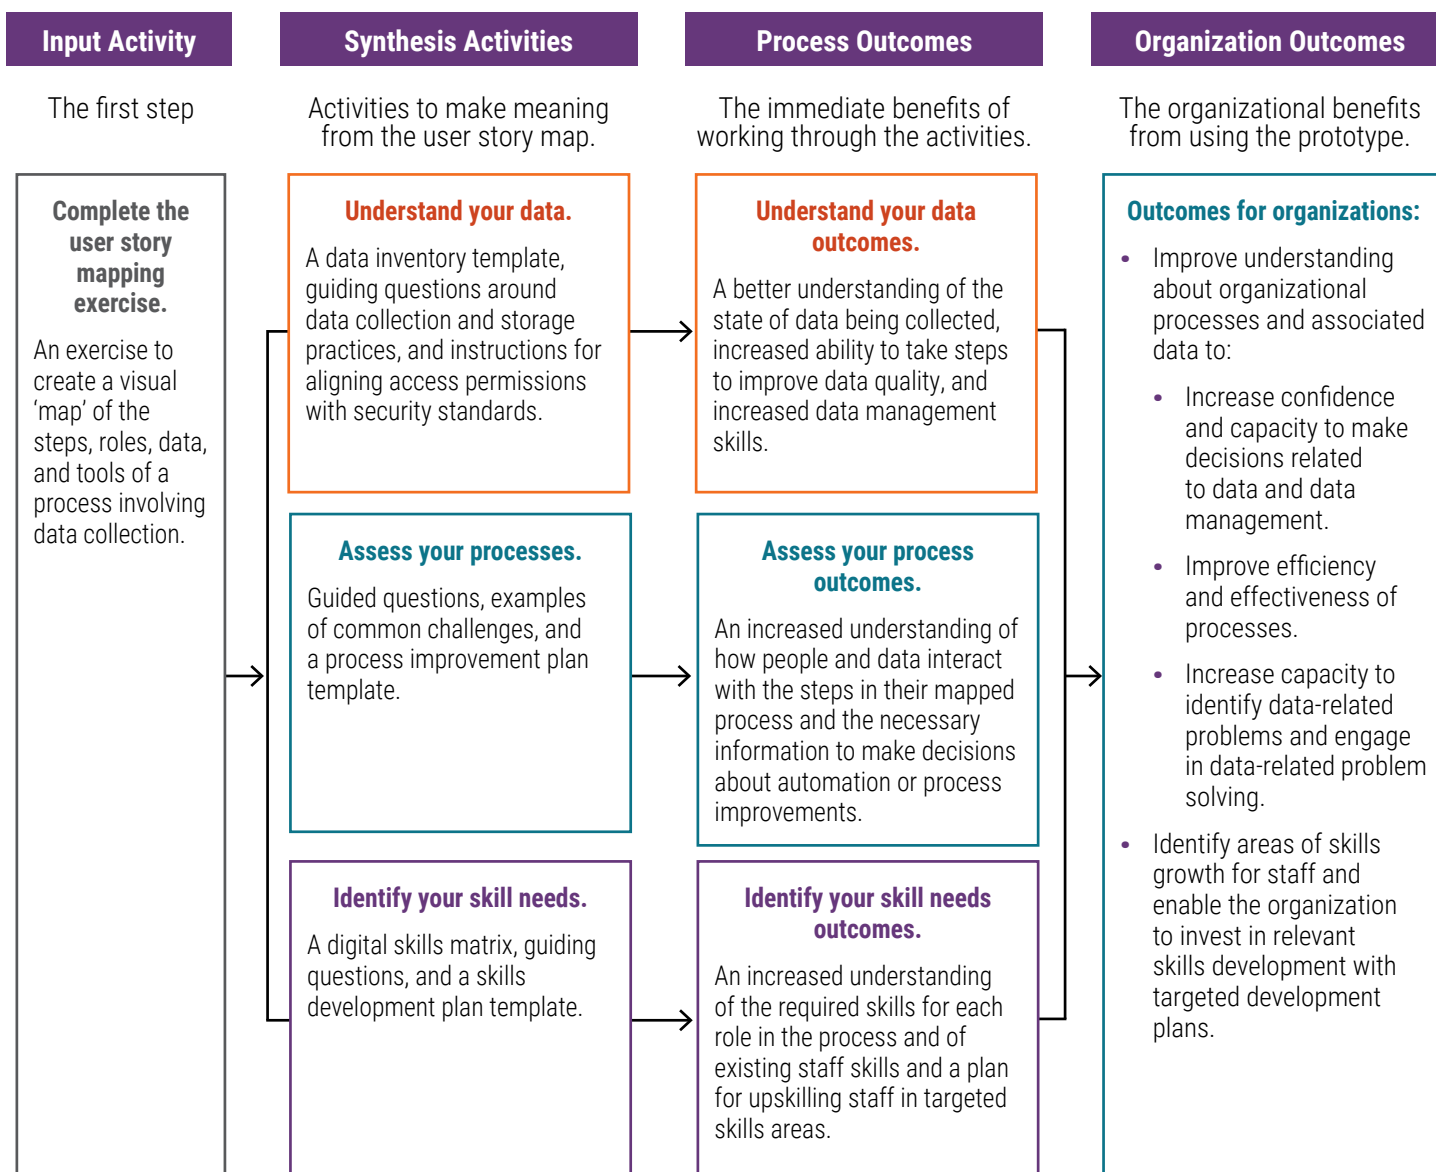 Input Activity
The first step
Complete the
user story
mapping
exercise.
An exercise to
create a visual
‘map’ of the
steps, roles, data,
and tools of a
process involving
data collection.
Synthesis Activities
Activities to make meaning
from the user story map.
Understand your data.
A data inventory template,
guiding questions around
data collection and storage
practices, and instructions for
aligning access permissions
with security standards.
Assess your processes.
Guided questions, examples
of common challenges, and
a process improvement plan
template.
Identify your skill needs.
A digital skills matrix, guiding
questions, and a skills
development plan template.
Process Outcomes
The immediate benefits of
working through the activities.
Understand your data
outcomes.
A better understanding of the
state of data being collected,
increased ability to take steps
to improve data quality, and
increased data management
skills.
Assess your process
outcomes.
An increased understanding of
how people and data interact
with the steps in their mapped
process and the necessary
information to make decisions
about automation or process
improvements.
Identify your skill needs
outcomes.
An increased understanding
of the required skills for each
role in the process and of
existing staff skills and a plan
for upskilling staff in targeted
skills areas.
Organization Outcomes
The organizational benefits
from using the prototype.
Outcomes for organizations:
• Improve understanding
about organizational
processes and associated
data to:
• Increase confidence
and capacity to make
decisions related
to data and data
management.
• Improve efficiency
and effectiveness of
processes.
• Increase capacity to
identify data-related
problems and engage
in data-related problem
solving.
• Identify areas of skills
growth for staff and
enable the organization
to invest in relevant
skills development with
targeted development
plans.